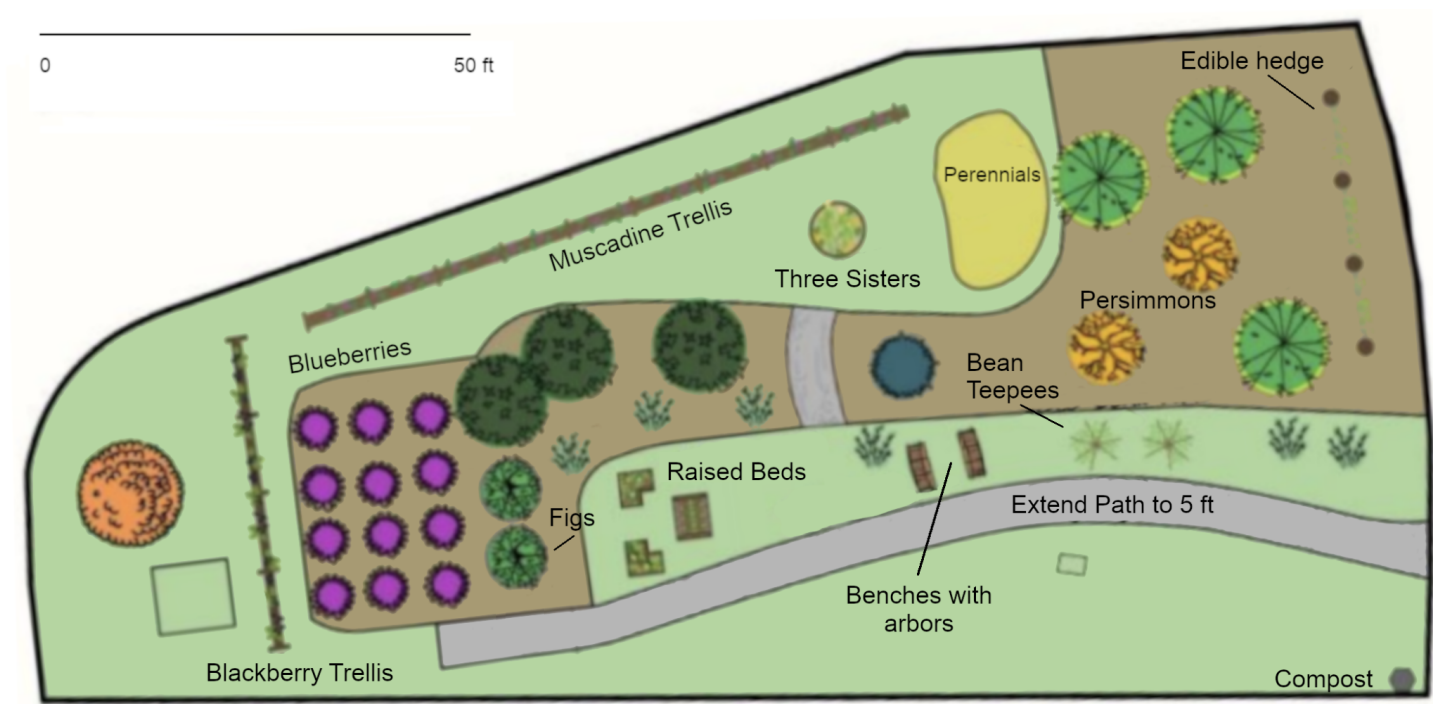 0
50 ft
Edible hedge
Perennials
Muscadine Trellis
Three Sisters
Persimmons
Blueberries
Bean
Teepees
Raised Beds
Figs
Extend Path to 5 ft
Benches with
arbors
Blackberry Trellis
Compost